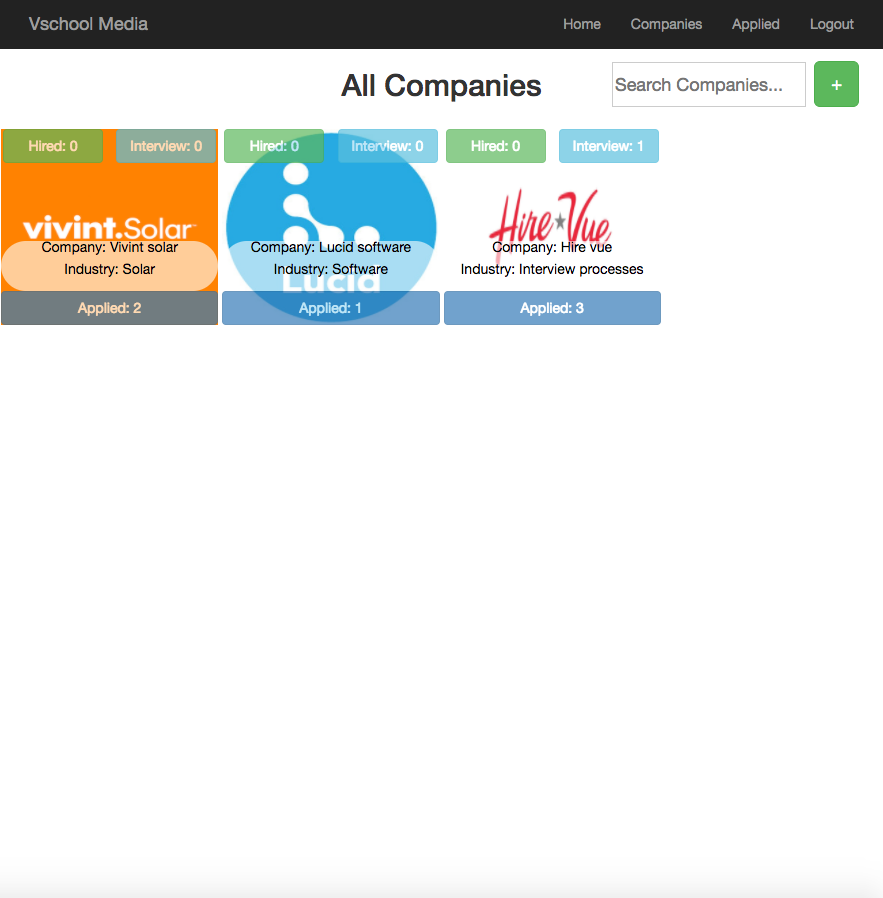 Vschool Media
Home Companies Applied Logout
All Companies
Search Companies...
+
Hired: 0 Interview: 0
vivint.Solar
Company: Vivint solar
Industry: Solar
Applied: 2
Hired: 0 Interview: 0
Company: Lucid software
Industry: Software
Lucid
Applied: 1
Hired: 0 Interview: 1
Hire Vue
Company: Hire vue
Industry: Interview processes
Applied: 3